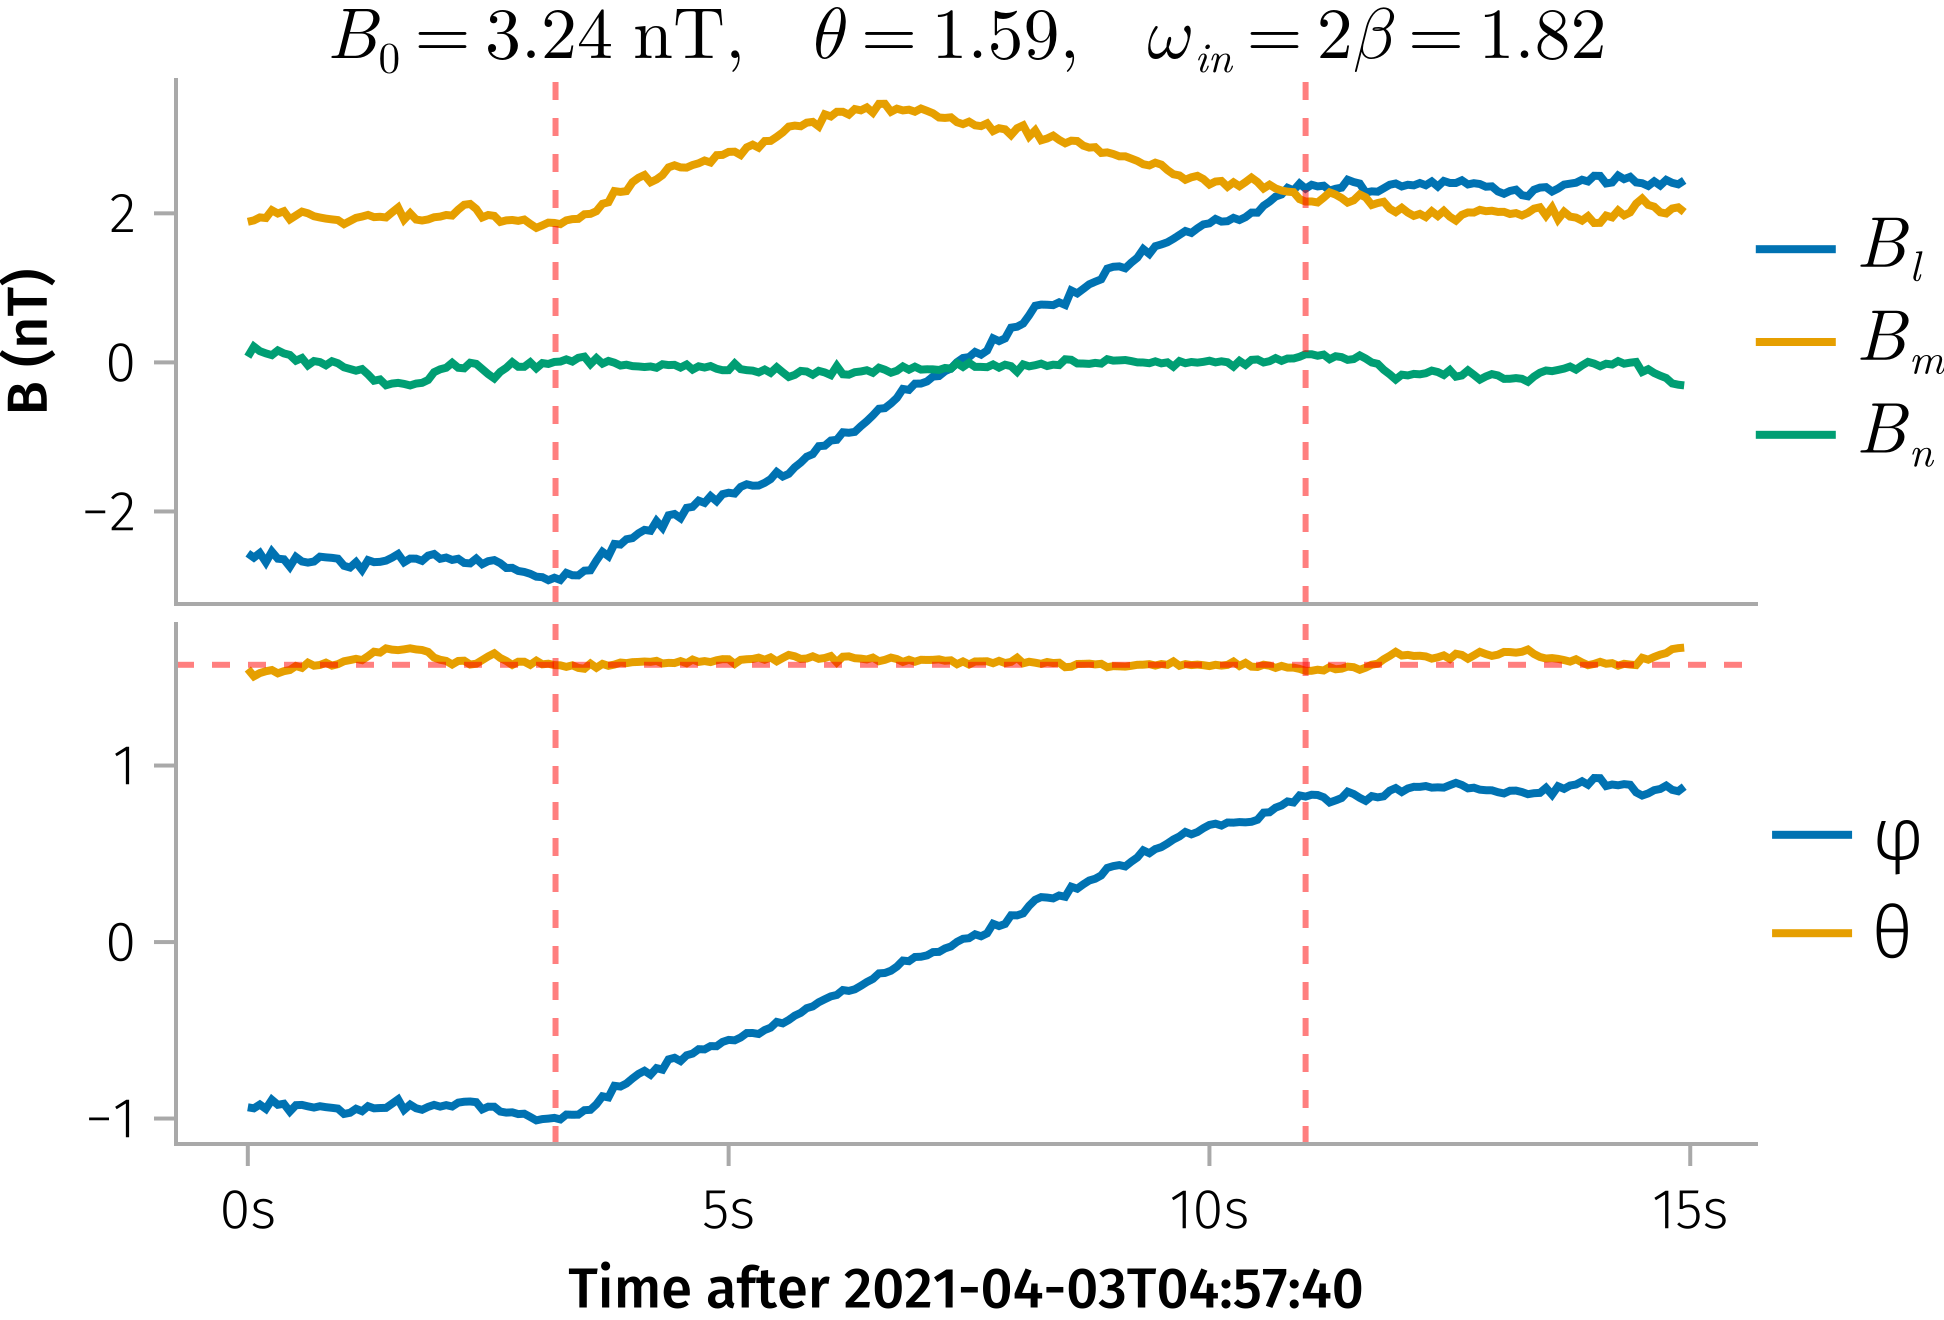 B₀ = 3.24 nT, θ = 1.59, ω_in = 2β = 1.82
B (nT)
2
0
−2
B_l
B_m
B_n
1
0
−1
φ
θ
0s 5s 10s 15s
Time after 2021-04-03T04:57:40